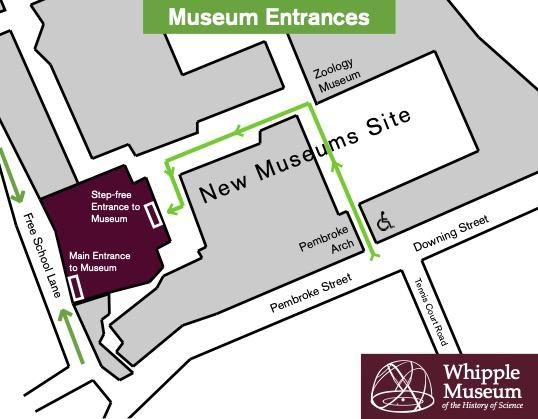 Museum Entrances
Zoology
Museum
New Museums Site
Step-free
Entrance to
Museum
Free School Lane
Main Entrance
to Museum
Pembroke
Arch
Downing Street
Pembroke Street
Tennis Court Road
Whipple
Museum
of the History of Science